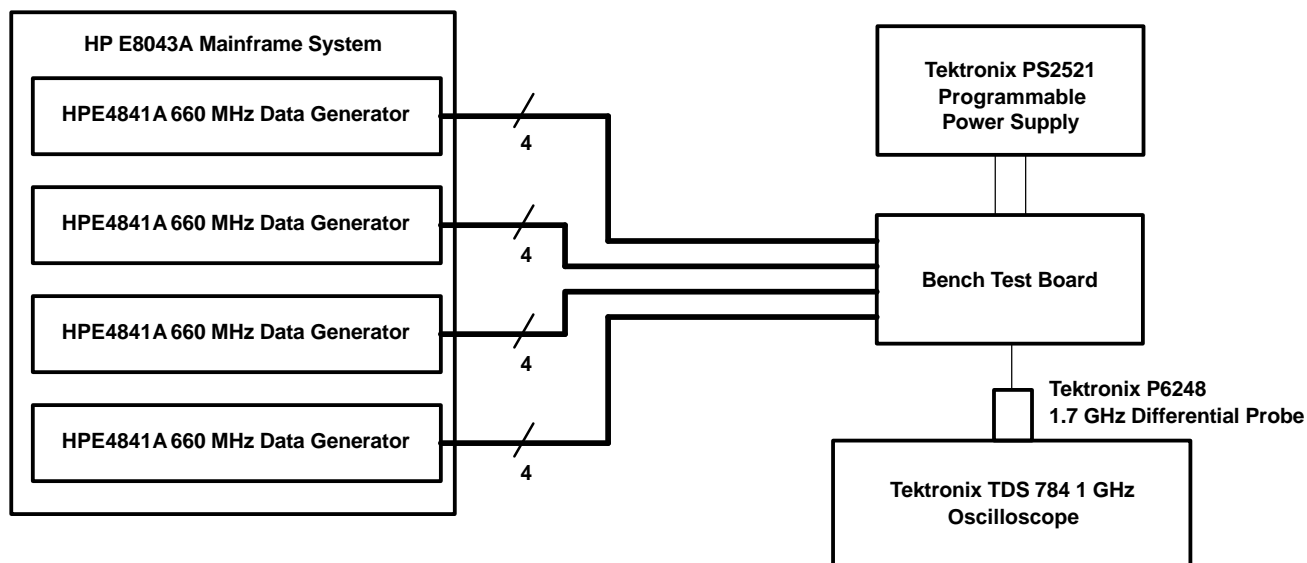 HP E8043A Mainframe System
HPE4841A 660 MHz Data Generator
4
HPE4841A 660 MHz Data Generator
4
HPE4841A 660 MHz Data Generator
4
HPE4841A 660 MHz Data Generator
4
Tektronix PS2521
Programmable
Power Supply
Bench Test Board
Tektronix P6248
1.7 GHz Differential Probe
Tektronix TDS 784 1 GHz
Oscilloscope